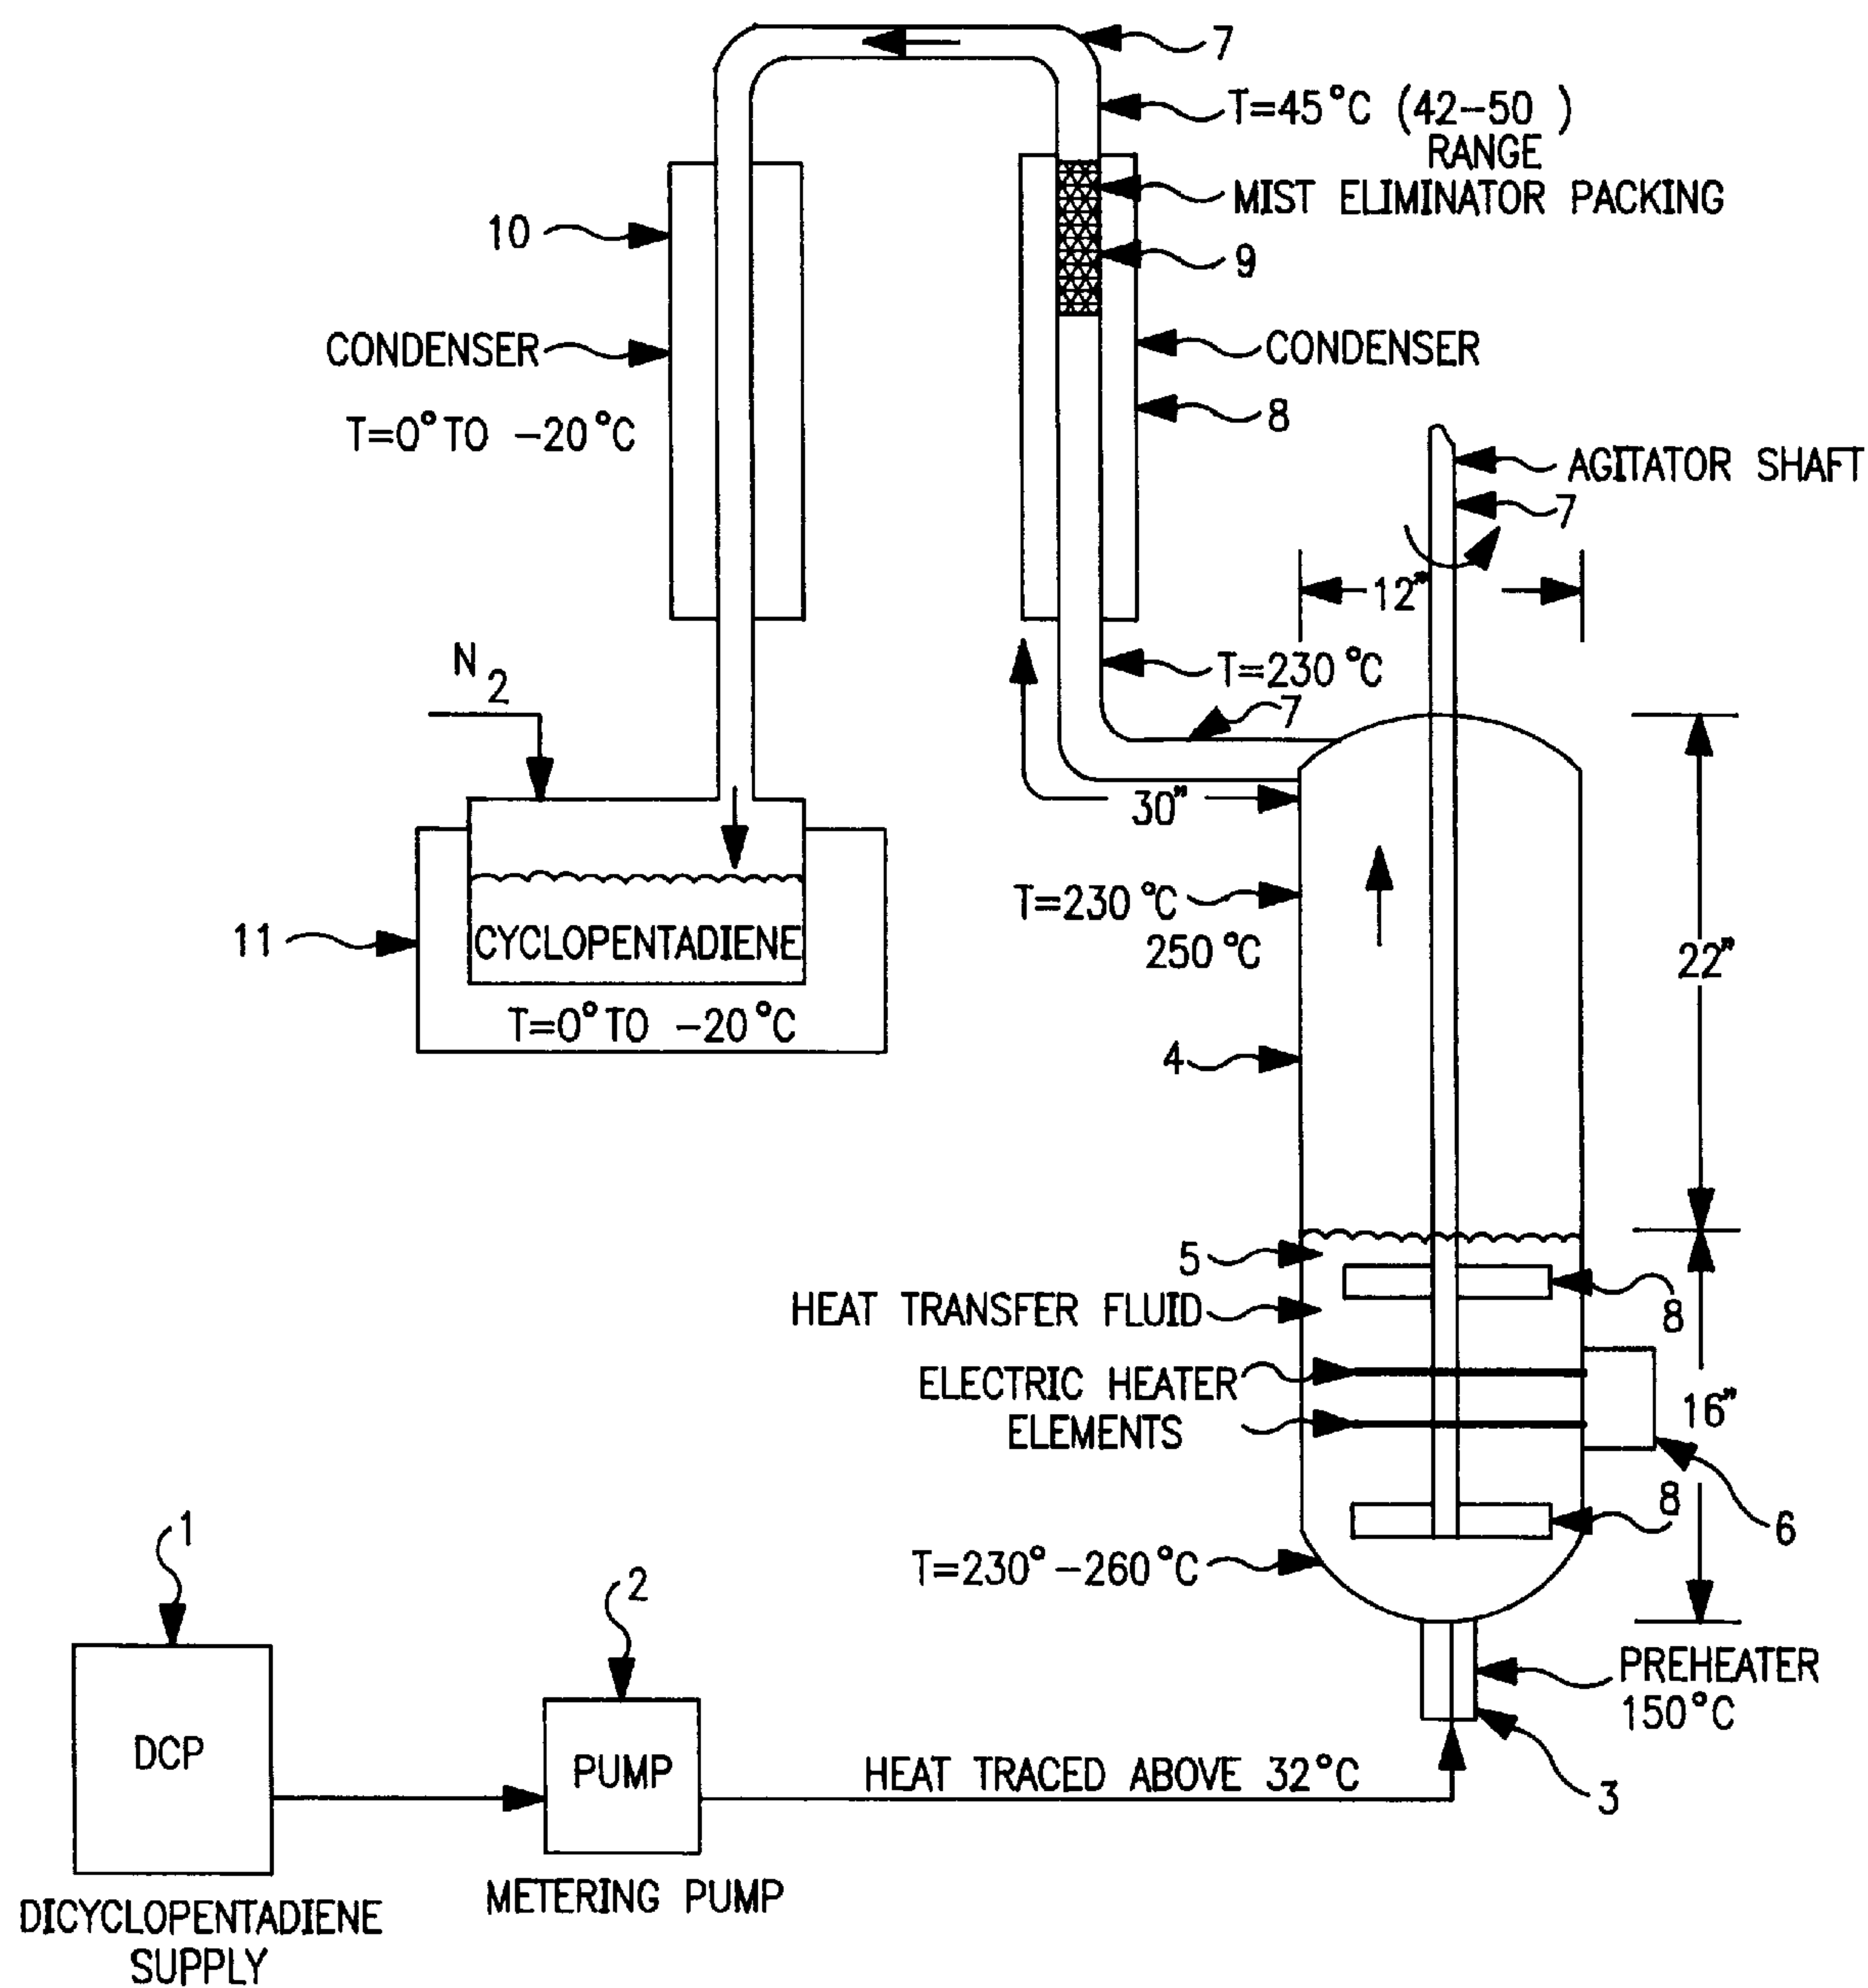 7
T=45°C (42-50 )
RANGE
MIST ELIMINATOR PACKING
10
9
CONDENSER
CONDENSER
8
T=0° TO -20°C
AGITATOR SHAFT
7
12"
N2
T=230 °C
7
30"
T=230 °C
250 °C
11
CYCLOPENTADIENE
T=0° TO -20°C
22"
4
5
HEAT TRANSFER FLUID
8
ELECTRIC HEATER
ELEMENTS
16"
8
6
T=230°-260°C
1
2
PREHEATER
150°C
DCP
PUMP
HEAT TRACED ABOVE 32°C
3
METERING PUMP
DICYCLOPENTADIENE
SUPPLY